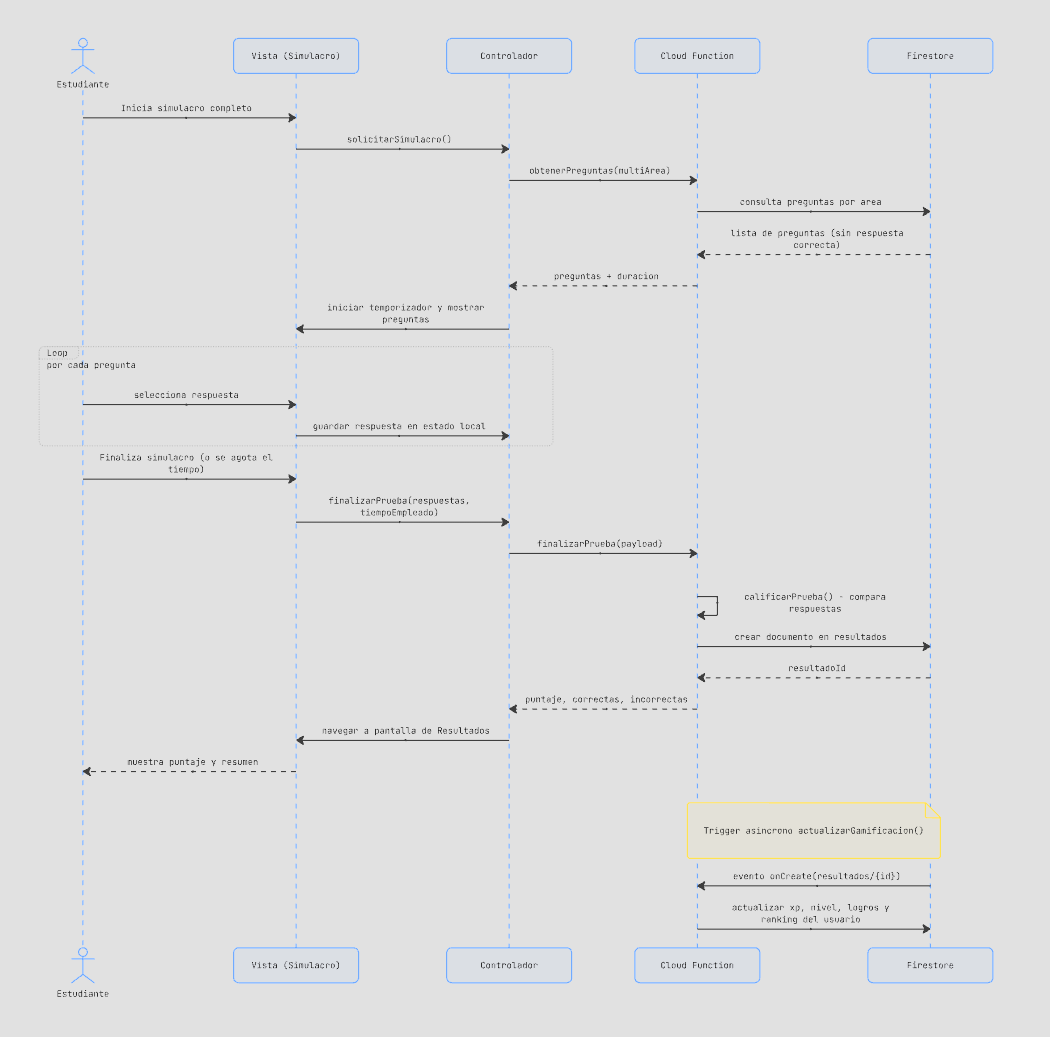 Vista (Simulacro)
Controlador
Cloud Function
Firestore
Estudiante
Inicia simulacro completo
solicitarSimulacro()
obtenerPreguntas(multiArea)
consulta preguntas por area
lista de preguntas (sin respuesta
correcta)
preguntas + duracion
iniciar temporizador y mostrar
preguntas
Loop
por cada pregunta
selecciona respuesta
guardar respuesta en estado local
Finaliza simulacro (o se agota el
tiempo)
finalizarPrueba(respuestas,
tiempoEmpleado)
finalizarPrueba(payload)
calificarPrueba() - compara
respuestas
crear documento en resultados
resultadoId
puntaje, correctas, incorrectas
navegar a pantalla de Resultados
muestra puntaje y resumen
Trigger asincrono actualizarGamificacion()
evento onCreate(resultados/{id})
actualizar xp, nivel, logros y
ranking del usuario
Vista (Simulacro)
Controlador
Cloud Function
Firestore
Estudiante